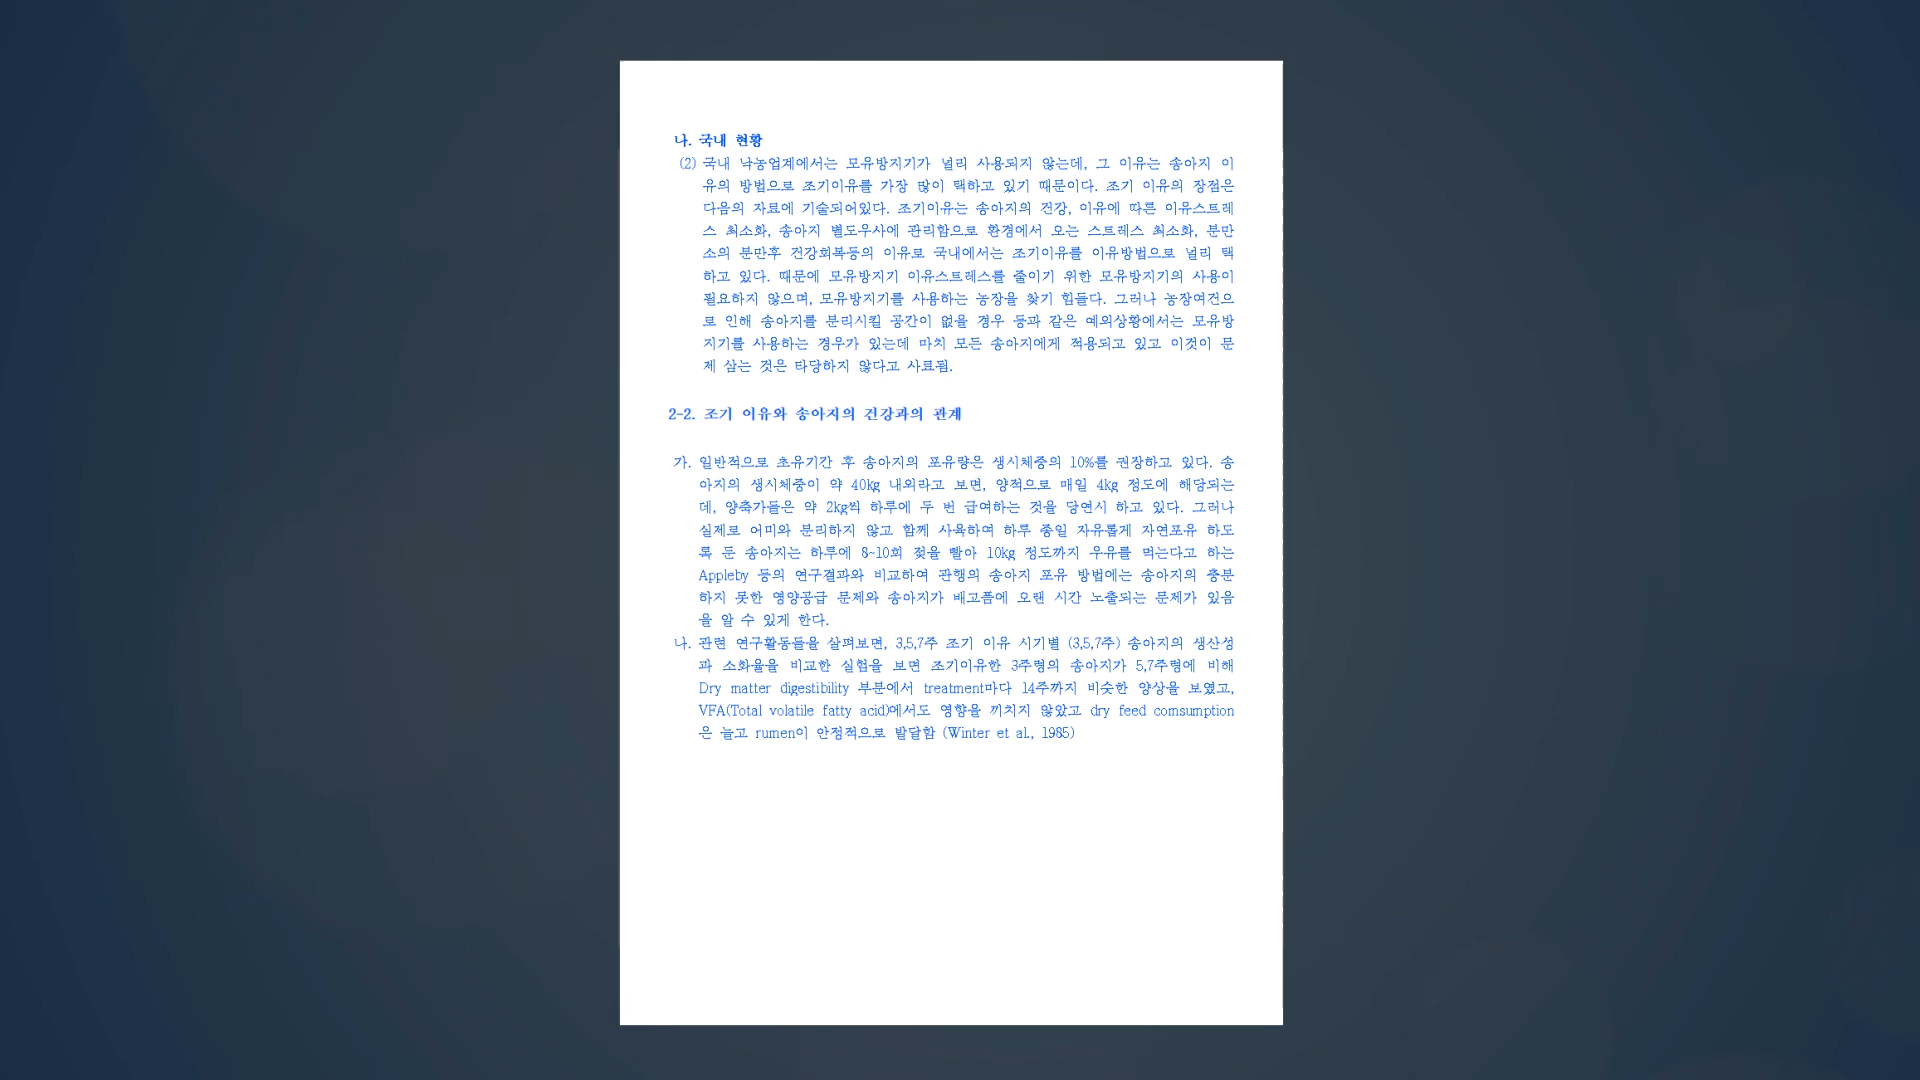 나. 국내 현황
(2) 국내 낙농업계에서는 모유방지기가 널리 사용되지 않는데, 그 이유는 송아지 이
유의 방법으로 조기이유를 가장 많이 택하고 있기 때문이다. 조기 이유의 장점은
다음의 자료에 기술되어있다. 조기이유는 송아지의 건강, 이유에 따른 이유스트레
스 최소화, 송아지 별도우사에 관리함으로 환경에서 오는 스트레스 최소화, 분만
소의 분만후 건강회복등의 이유로 국내에서는 조기이유를 이유방법으로 널리 택
하고 있다. 때문에 모유방지기 이유스트레스를 줄이기 위한 모유방지기의 사용이
필요하지 않으며, 모유방지기를 사용하는 농장을 찾기 힘들다. 그러나 농장여건으
로 인해 송아지를 분리시킬 공간이 없을 경우 등과 같은 예외상황에서는 모유방
지기를 사용하는 경우가 있는데 마치 모든 송아지에게 적용되고 있고 이것이 문
제 삼는 것은 타당하지 않다고 사료됨.
2-2. 조기 이유와 송아지의 건강과의 관계
가. 일반적으로 초유기간 후 송아지의 포유량은 생시체중의 10%를 권장하고 있다. 송
아지의 생시체중이 약 40kg 내외라고 보면, 양적으로 매일 4kg 정도에 해당되는
데, 양축가들은 약 2kg씩 하루에 두 번 급여하는 것을 당연시 하고 있다. 그러나
실제로 어미와 분리하지 않고 함께 사육하여 하루 종일 자유롭게 자연포유 하도
록 둔 송아지는 하루에 8~10회 젖을 빨아 10kg 정도까지 우유를 먹는다고 하는
Appleby 등의 연구결과와 비교하여 관행의 송아지 포유 방법에는 송아지의 충분
하지 못한 영양공급 문제와 송아지가 배고픔에 오랜 시간 노출되는 문제가 있음
을 알 수 있게 한다.
나. 관련 연구활동들을 살펴보면, 3,5,7주 조기 이유 시기별 (3,5,7주) 송아지의 생산성
과 소화율을 비교한 실험을 보면 조기이유한 3주령의 송아지가 5,7주령에 비해
Dry matter digestibility 부분에서 treatment마다 14주까지 비슷한 양상을 보였고,
VFA(Total volatile fatty acid)에서도 영향을 끼치지 않았고 dry feed comsumption
은 늘고 rumen이 안정적으로 발달함 (Winter et al., 1985)